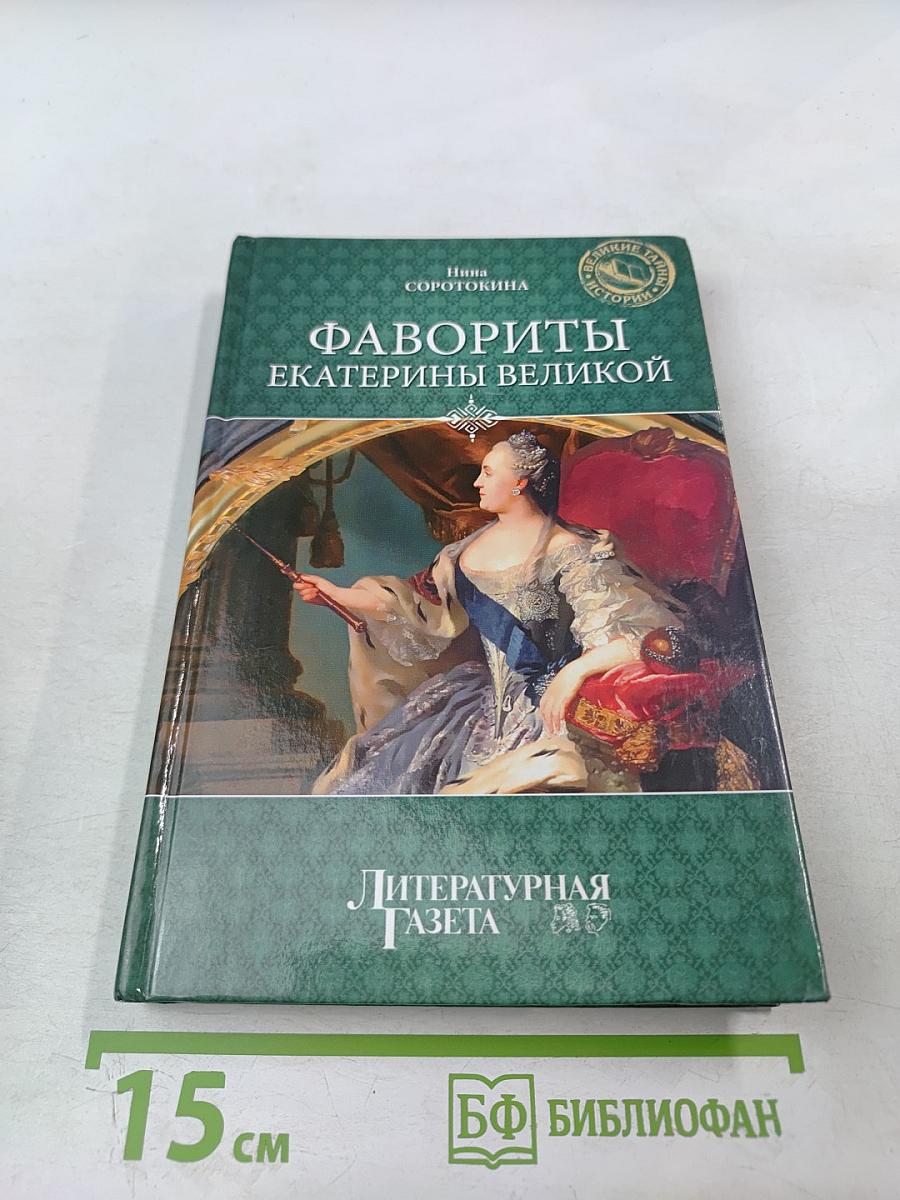 Нина
СОРОТОКИНА
ВЕЛИКИЕ ТАЙНЫ
ИСТОРИИ
ФАВОРИТЫ
ЕКАТЕРИНЫ ВЕЛИКОЙ
ЛИТЕРАТУРНАЯ
ГАЗЕТА
15 см
БФ БИБЛИОФАН